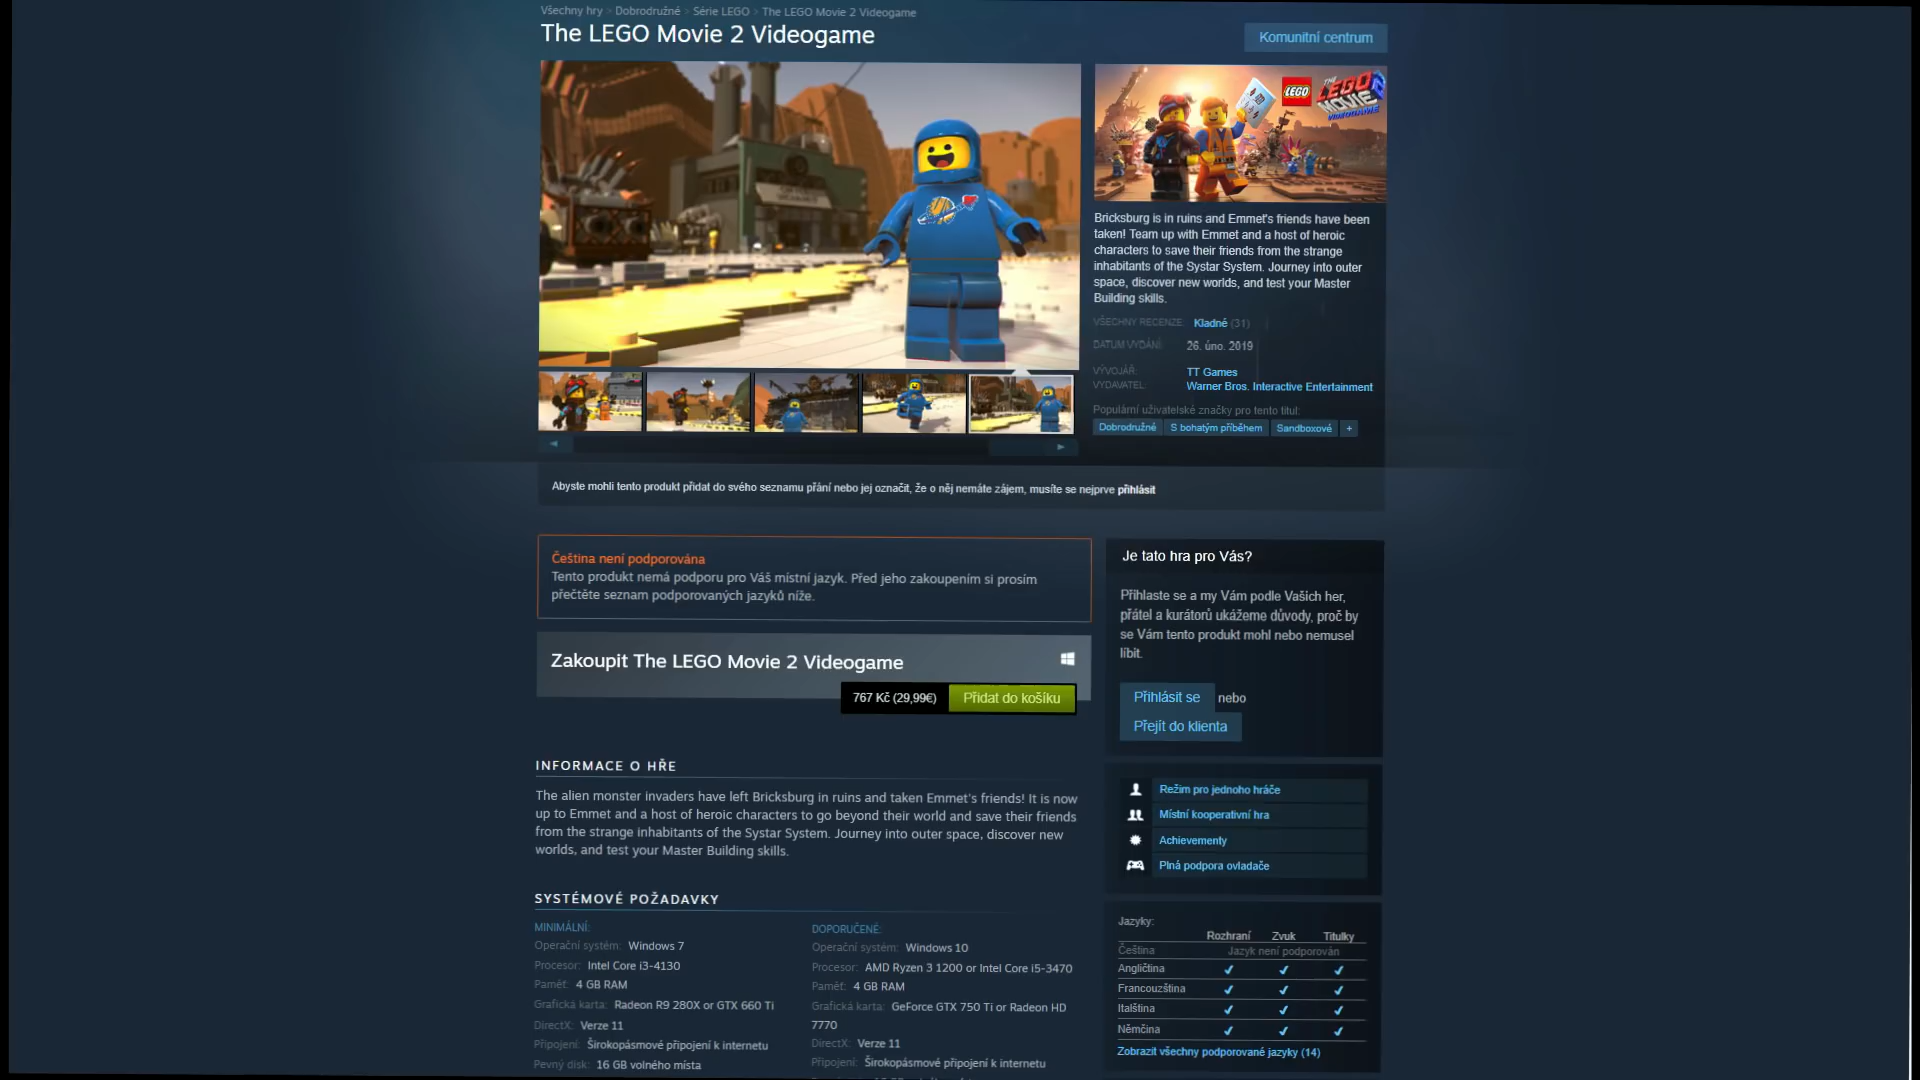 Všechny hry > Dobrodružné > Série LEGO > The LEGO Movie 2 Videogame
The LEGO Movie 2 Videogame
Komunitní centrum
LEGO
THE LEGO MOVIE 2 VIDEOGAME
Bricksburg is in ruins and Emmet's friends have been
taken! Team up with Emmet and a host of heroic
characters to save their friends from the strange
inhabitants of the Systar System. Journey into outer
space, discover new worlds, and test your Master
Building skills.
VŠECHNY RECENZE: Kladné (31)
DATUM VYDÁNÍ: 26. úno. 2019
VÝVOJÁŘ: TT Games
VYDAVATEL: Warner Bros. Interactive Entertainment
Populární uživatelské značky pro tento titul:
Dobrodružné S bohatým příběhem Sandboxové +
Abyste mohli tento produkt přidat do svého seznamu přání nebo jej označit, že o něj nemáte zájem, musíte se nejprve přihlásit
Čeština není podporována
Tento produkt nemá podporu pro Váš místní jazyk. Před jeho zakoupením si prosím
přečtěte seznam podporovaných jazyků níže.
Zakoupit The LEGO Movie 2 Videogame
767 Kč (29,99€) Přidat do košíku
INFORMACE O HŘE
The alien monster invaders have left Bricksburg in ruins and taken Emmet's friends! It is now
up to Emmet and a host of heroic characters to go beyond their world and save their friends
from the strange inhabitants of the Systar System. Journey into outer space, discover new
worlds, and test your Master Building skills.
SYSTÉMOVÉ POŽADAVKY
MINIMÁLNÍ:
Operační systém: Windows 7
Procesor: Intel Core i3-4130
Paměť: 4 GB RAM
Grafická karta: Radeon R9 280X or GTX 660 Ti
DirectX: Verze 11
Připojení: Širokopásmové připojení k internetu
Pevný disk: 16 GB volného místa
DOPORUČENÉ:
Operační systém: Windows 10
Procesor: AMD Ryzen 3 1200 or Intel Core i5-3470
Paměť: 4 GB RAM
Grafická karta: GeForce GTX 750 Ti or Radeon HD
7770
DirectX: Verze 11
Připojení: Širokopásmové připojení k internetu
Je tato hra pro Vás?
Přihlaste se a my Vám podle Vašich her,
přátel a kurátorů ukážeme důvody, proč by
se Vám tento produkt mohl nebo nemusel
líbit.
Přihlásit se nebo
Přejít do klienta
Režim pro jednoho hráče
Místní kooperativní hra
Achievementy
Plná podpora ovladače
Jazyky:
Rozhraní Zvuk Titulky
Čeština Jazyk není podporován
Angličtina ✔ ✔ ✔
Francouzština ✔ ✔ ✔
Italština ✔ ✔ ✔
Němčina ✔ ✔ ✔
Zobrazit všechny podporované jazyky (14)